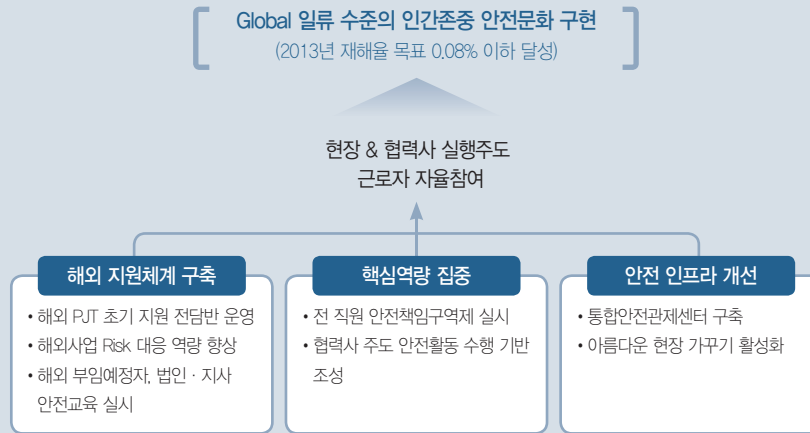 Global 일류 수준의 인간존중 안전문화 구현
(2013년 재해율 목표 0.08% 이하 달성)
현장 & 협력사 실행주도
근로자 자율참여
해외 지원체계 구축
• 해외 PJT 초기 지원 전담반 운영
• 해외사업 Risk 대응 역량 향상
• 해외 부임예정자, 법인 · 지사
안전교육 실시
핵심역량 집중
• 전 직원 안전책임구역제 실시
• 협력사 주도 안전활동 수행 기반
조성
안전 인프라 개선
• 통합안전관제센터 구축
• 아름다운 현장 가꾸기 활성화